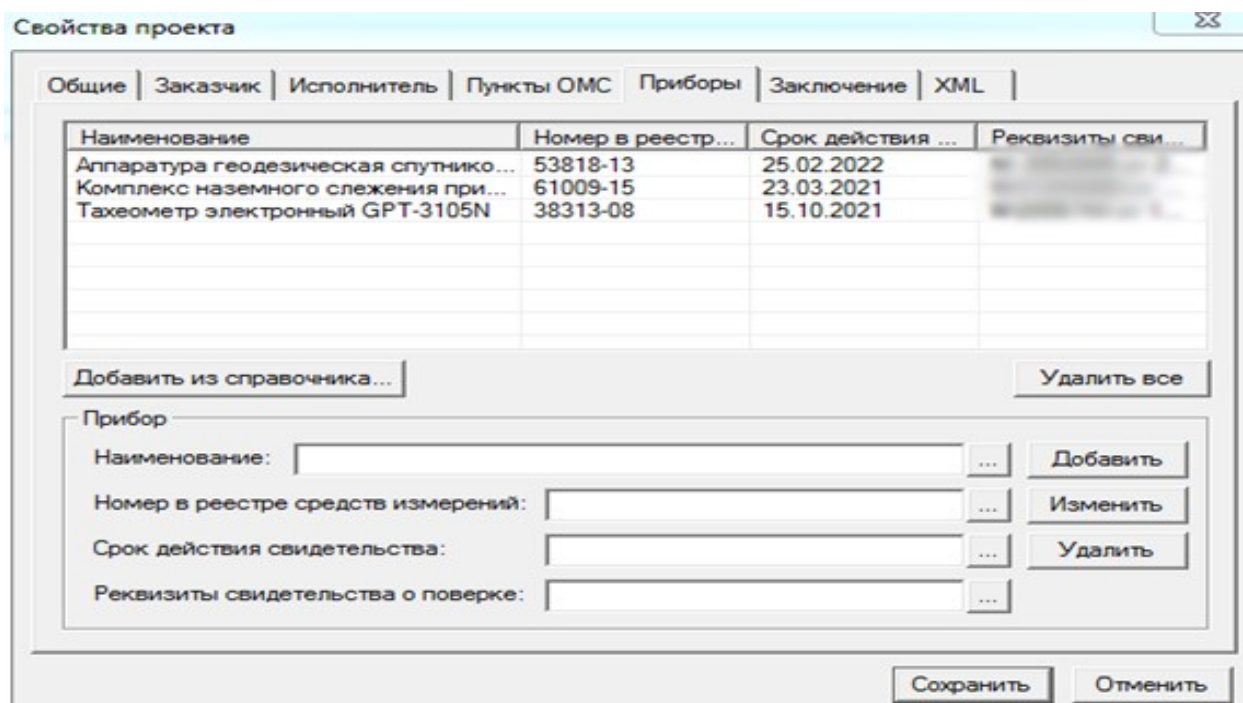 Свойства проекта
Общие Заказчик Исполнитель Пункты ОМС Приборы Заключение XML
Наименование Номер в реестр... Срок действия ... Реквизиты сви...
Аппаратура геодезическая спутнико... 53818-13 25.02.2022
Комплекс наземного слежения при... 61009-15 23.03.2021
Тахеометр электронный GPT-3105N 38313-08 15.10.2021
Добавить из справочника... Удалить все
Прибор
Наименование: ... Добавить
Номер в реестре средств измерений: ... Изменить
Срок действия свидетельства: ... Удалить
Реквизиты свидетельства о поверке: ...
Сохранить Отменить